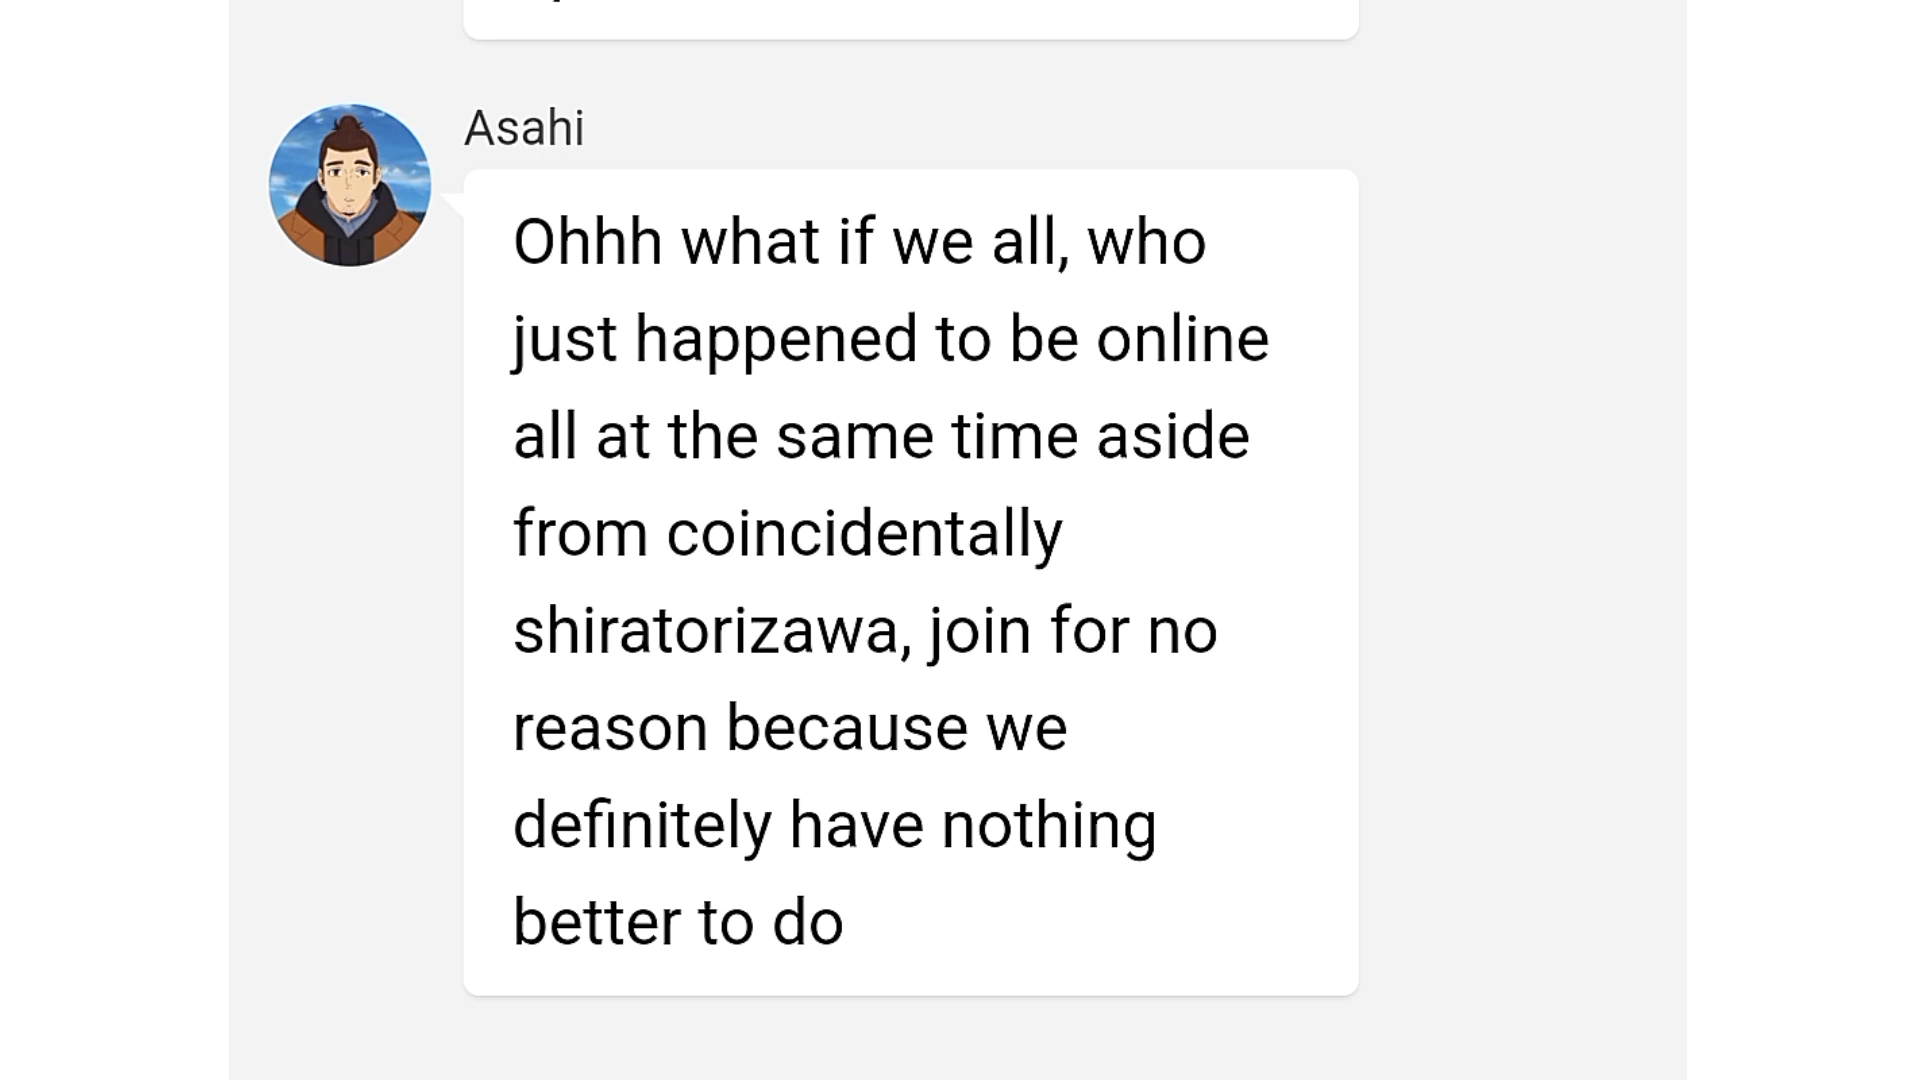 Asahi
Ohhh what if we all, who
just happened to be online
all at the same time aside
from coincidentally
shiratorizawa, join for no
reason because we
definitely have nothing
better to do